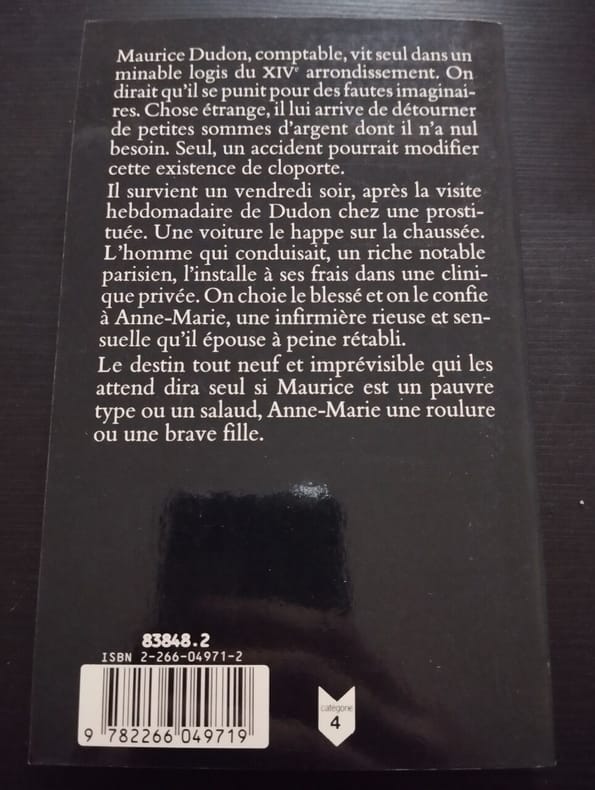 Maurice Dudon, comptable, vit seul dans un
minable logis du XIVe arrondissement. On
dirait qu'il se punit pour des fautes imaginai-
res. Chose étrange, il lui arrive de détourner
de petites sommes d'argent dont il n'a nul
besoin. Seul, un accident pourrait modifier
cette existence de cloporte.
Il survient un vendredi soir, après la visite
hebdomadaire de Dudon chez une prosti-
tuée. Une voiture le happe sur la chaussée.
L'homme qui conduisait, un riche notable
parisien, l'installe à ses frais dans une clini-
que privée. On choie le blessé et on le confie
à Anne-Marie, une infirmière rieuse et sen-
suelle qu'il épouse à peine rétabli.
Le destin tout neuf et imprévisible qui les
attend dira seul si Maurice est un pauvre
type ou un salaud, Anne-Marie une roulure
ou une brave fille.
83848.2
ISBN 2-266-04971-2
9 782266 049719
catégorie
4